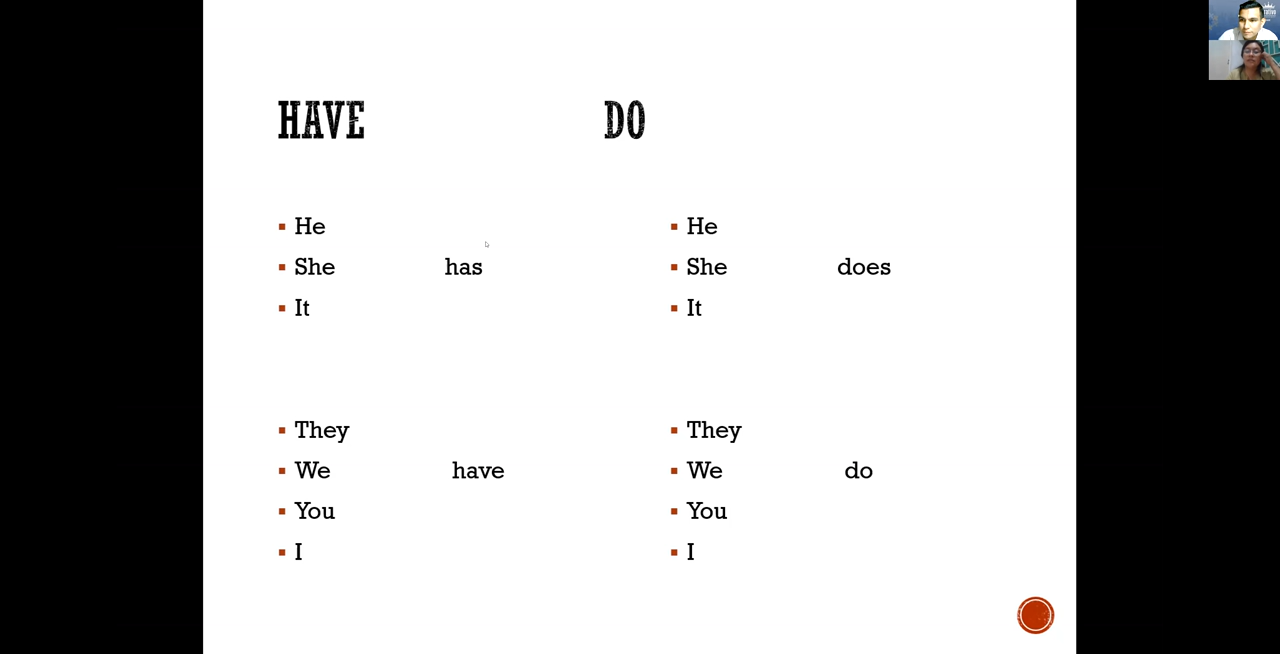 HAVE DO
He
She has
It
They
We have
You
I
He
She does
It
They
We do
You
I